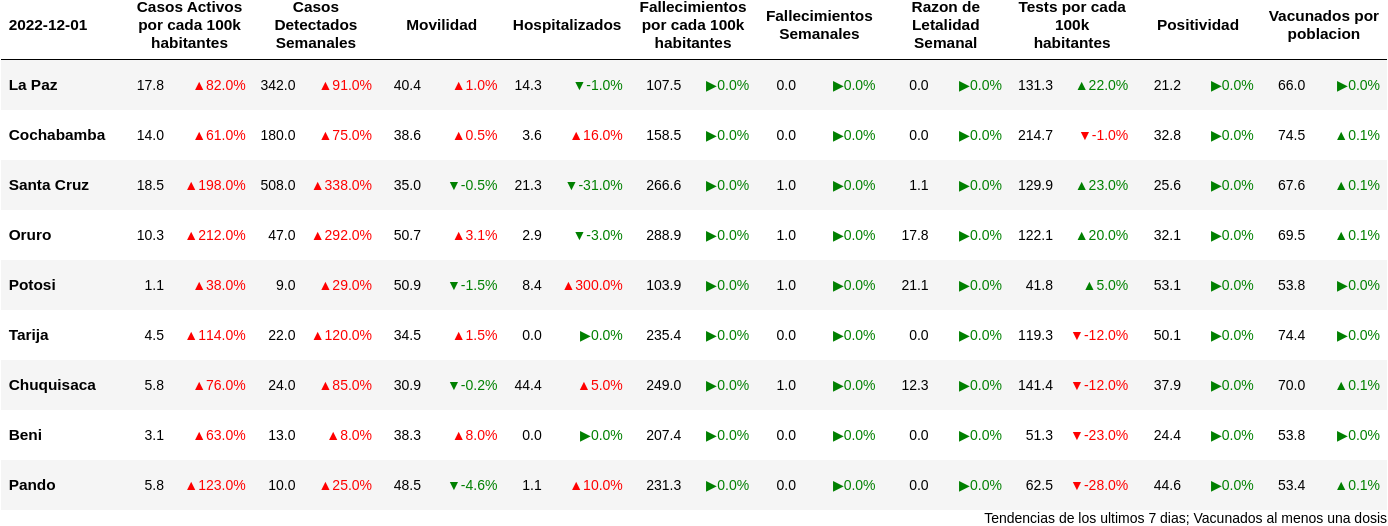 2022-12-01 Casos Activos por cada 100k habitantes Casos Detectados Semanales Movilidad Hospitalizados Fallecimientos por cada 100k habitantes Fallecimientos Semanales Razon de Letalidad Semanal Tests por cada 100k habitantes Positividad Vacunados por poblacion
La Paz 17.8 ▲82.0% 342.0 ▲91.0% 40.4 ▲1.0% 14.3 ▼-1.0% 107.5 ▶0.0% 0.0 ▶0.0% 0.0 ▶0.0% 131.3 ▲22.0% 21.2 ▶0.0% 66.0 ▶0.0%
Cochabamba 14.0 ▲61.0% 180.0 ▲75.0% 38.6 ▲0.5% 3.6 ▲16.0% 158.5 ▶0.0% 0.0 ▶0.0% 0.0 ▶0.0% 214.7 ▼-1.0% 32.8 ▶0.0% 74.5 ▲0.1%
Santa Cruz 18.5 ▲198.0% 508.0 ▲338.0% 35.0 ▼-0.5% 21.3 ▼-31.0% 266.6 ▶0.0% 1.0 ▶0.0% 1.1 ▶0.0% 129.9 ▲23.0% 25.6 ▶0.0% 67.6 ▲0.1%
Oruro 10.3 ▲212.0% 47.0 ▲292.0% 50.7 ▲3.1% 2.9 ▼-3.0% 288.9 ▶0.0% 1.0 ▶0.0% 17.8 ▶0.0% 122.1 ▲20.0% 32.1 ▶0.0% 69.5 ▲0.1%
Potosi 1.1 ▲38.0% 9.0 ▲29.0% 50.9 ▼-1.5% 8.4 ▲300.0% 103.9 ▶0.0% 1.0 ▶0.0% 21.1 ▶0.0% 41.8 ▲5.0% 53.1 ▶0.0% 53.8 ▶0.0%
Tarija 4.5 ▲114.0% 22.0 ▲120.0% 34.5 ▲1.5% 0.0 ▶0.0% 235.4 ▶0.0% 0.0 ▶0.0% 0.0 ▶0.0% 119.3 ▼-12.0% 50.1 ▶0.0% 74.4 ▶0.0%
Chuquisaca 5.8 ▲76.0% 24.0 ▲85.0% 30.9 ▼-0.2% 44.4 ▲5.0% 249.0 ▶0.0% 1.0 ▶0.0% 12.3 ▶0.0% 141.4 ▼-12.0% 37.9 ▶0.0% 70.0 ▲0.1%
Beni 3.1 ▲63.0% 13.0 ▲8.0% 38.3 ▲8.0% 0.0 ▶0.0% 207.4 ▶0.0% 0.0 ▶0.0% 0.0 ▶0.0% 51.3 ▼-23.0% 24.4 ▶0.0% 53.8 ▶0.0%
Pando 5.8 ▲123.0% 10.0 ▲25.0% 48.5 ▼-4.6% 1.1 ▲10.0% 231.3 ▶0.0% 0.0 ▶0.0% 0.0 ▶0.0% 62.5 ▼-28.0% 44.6 ▶0.0% 53.4 ▲0.1%
Tendencias de los ultimos 7 dias; Vacunados al menos una dosis